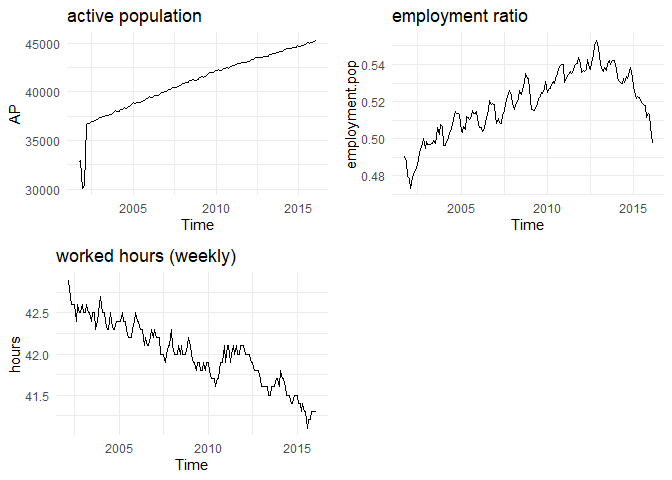 active population
45000
40000
35000
30000
AP
2005
2010
2015
Time
employment ratio
0.54
0.52
0.50
0.48
employment.pop
2005
2010
2015
Time
worked hours (weekly)
42.5
42.0
41.5
hours
2005
2010
2015
Time